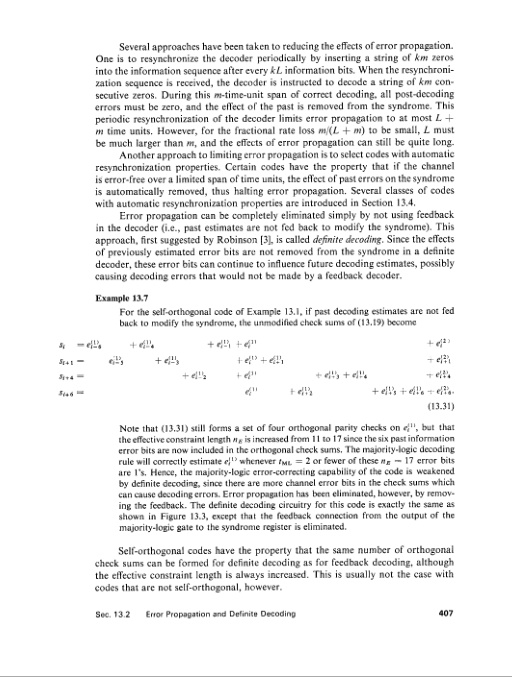 Several approaches have been taken to reducing the effects of error propagation.
One is to resynchronize the decoder periodically by inserting a string of km zeros
into the information sequence after every kL information bits. When the resynchroni-
zation sequence is received, the decoder is instructed to decode a string of km con-
secutive zeros. During this m-time-unit span of correct decoding, all post-decoding
errors must be zero, and the effect of the past is removed from the syndrome. This
periodic resynchronization of the decoder limits error propagation to at most L +
m time units. However, for the fractional rate loss m/(L + m) to be small, L must
be much larger than m, and the effects of error propagation can still be quite long.
Another approach to limiting error propagation is to select codes with automatic
resynchronization properties. Certain codes have the property that if the channel
is error-free over a limited span of time units, the effect of past errors on the syndrome
is automatically removed, thus halting error propagation. Several classes of codes
with automatic resynchronization properties are introduced in Section 13.4.
Error propagation can be completely eliminated simply by not using feedback
in the decoder (i.e., past estimates are not fed back to modify the syndrome). This
approach, first suggested by Robinson [3], is called definite decoding. Since the effects
of previously estimated error bits are not removed from the syndrome in a definite
decoder, these error bits can continue to influence future decoding estimates, possibly
causing decoding errors that would not be made by a feedback decoder.
Example 13.7
For the self-orthogonal code of Example 13.1, if past decoding estimates are not fed
back to modify the syndrome, the unmodified check sums of (13.19) become
s_l = e_{l-6}^{(1)} + e_{l-4}^{(1)} + e_{l-1}^{(1)} + e_l^{(1)} + e_l^{(2)}
s_{l+1} = e_{l-5}^{(1)} + e_{l-3}^{(1)} + e_l^{(1)} + e_{l+1}^{(1)} + e_{l+1}^{(2)}
s_{l+4} = + e_{l-2}^{(1)} + e_l^{(1)} + e_{l+3}^{(1)} + e_{l+4}^{(1)} + e_{l+4}^{(2)}
s_{l+6} = e_l^{(1)} + e_{l+2}^{(1)} + e_{l+5}^{(1)} + e_{l+6}^{(1)} + e_{l+6}^{(2)}.
(13.31)
Note that (13.31) still forms a set of four orthogonal parity checks on e_l^{(1)}, but that
the effective constraint length n_E is increased from 11 to 17 since the six past information
error bits are now included in the orthogonal check sums. The majority-logic decoding
rule will correctly estimate e_l^{(1)} whenever t_{ML} = 2 or fewer of these n_E = 17 error bits
are 1's. Hence, the majority-logic error-correcting capability of the code is weakened
by definite decoding, since there are more channel error bits in the check sums which
can cause decoding errors. Error propagation has been eliminated, however, by remov-
ing the feedback. The definite decoding circuitry for this code is exactly the same as
shown in Figure 13.3, except that the feedback connection from the output of the
majority-logic gate to the syndrome register is eliminated.
Self-orthogonal codes have the property that the same number of orthogonal
check sums can be formed for definite decoding as for feedback decoding, although
the effective constraint length is always increased. This is usually not the case with
codes that are not self-orthogonal, however.
Sec. 13.2 Error Propagation and Definite Decoding 407